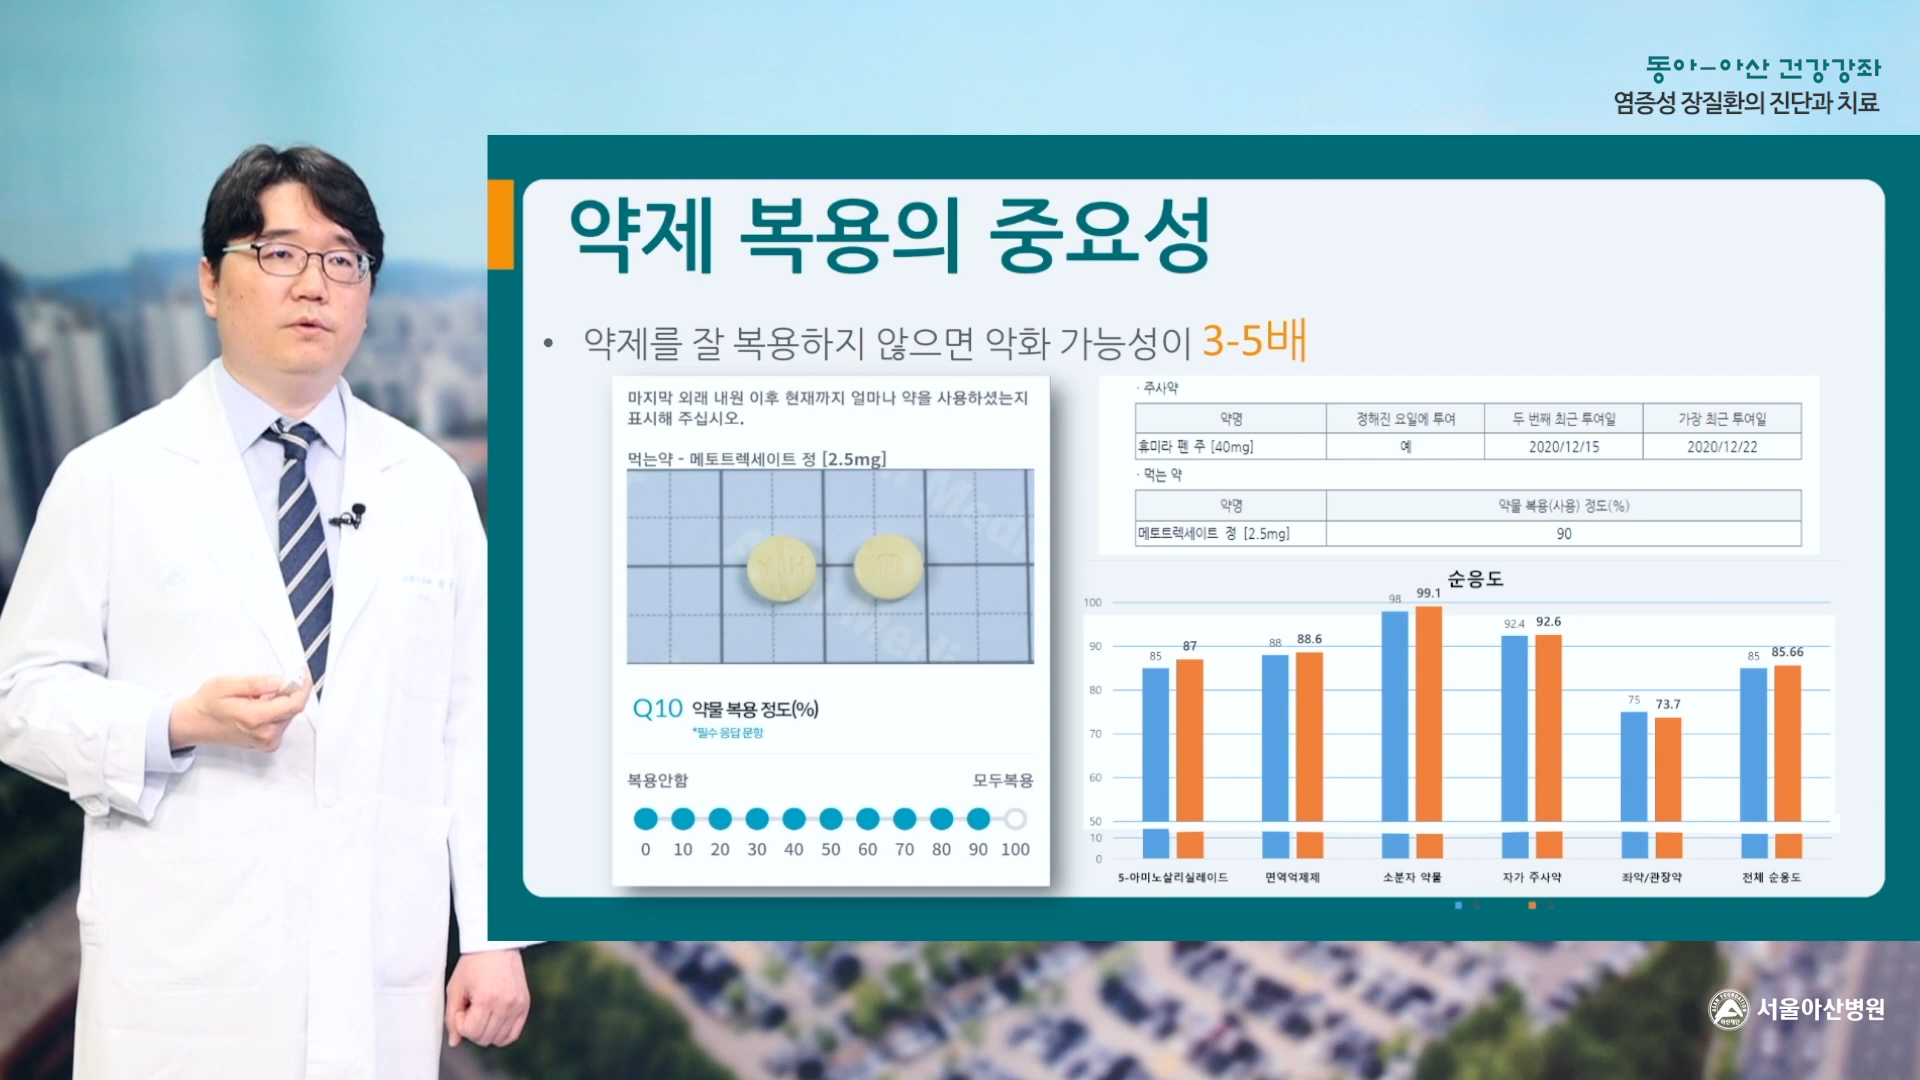 동아-아산 건강강좌
염증성 장질환의 진단과 치료
약제 복용의 중요성
• 약제를 잘 복용하지 않으면 악화 가능성이 3-5배
마지막 외래 내원 이후 현재까지 얼마나 약을 사용하셨는지
표시해 주십시오.
먹는약 - 메토트렉세이트 정 [2.5mg]
Q10 약물 복용 정도(%)
*필수 응답 문항
복용안함 모두복용
0 10 20 30 40 50 60 70 80 90 100
· 주사약
약명 정해진 요일에 투여 두 번째 최근 투여일 가장 최근 투여일
휴미라 펜 주 [40mg] 예 2020/12/15 2020/12/22
· 먹는 약
약명 약물 복용(사용) 정도(%)
메토트렉세이트 정 [2.5mg] 90
순응도
100
90
80
70
60
50
10
0
85 87 88 88.6 98 99.1 92.4 92.6 75 73.7 85 85.66
5-아미노살리실레이드 면역억제제 소분자 약물 자가 주사약 좌약/관장약 전체 순응도
서울아산병원